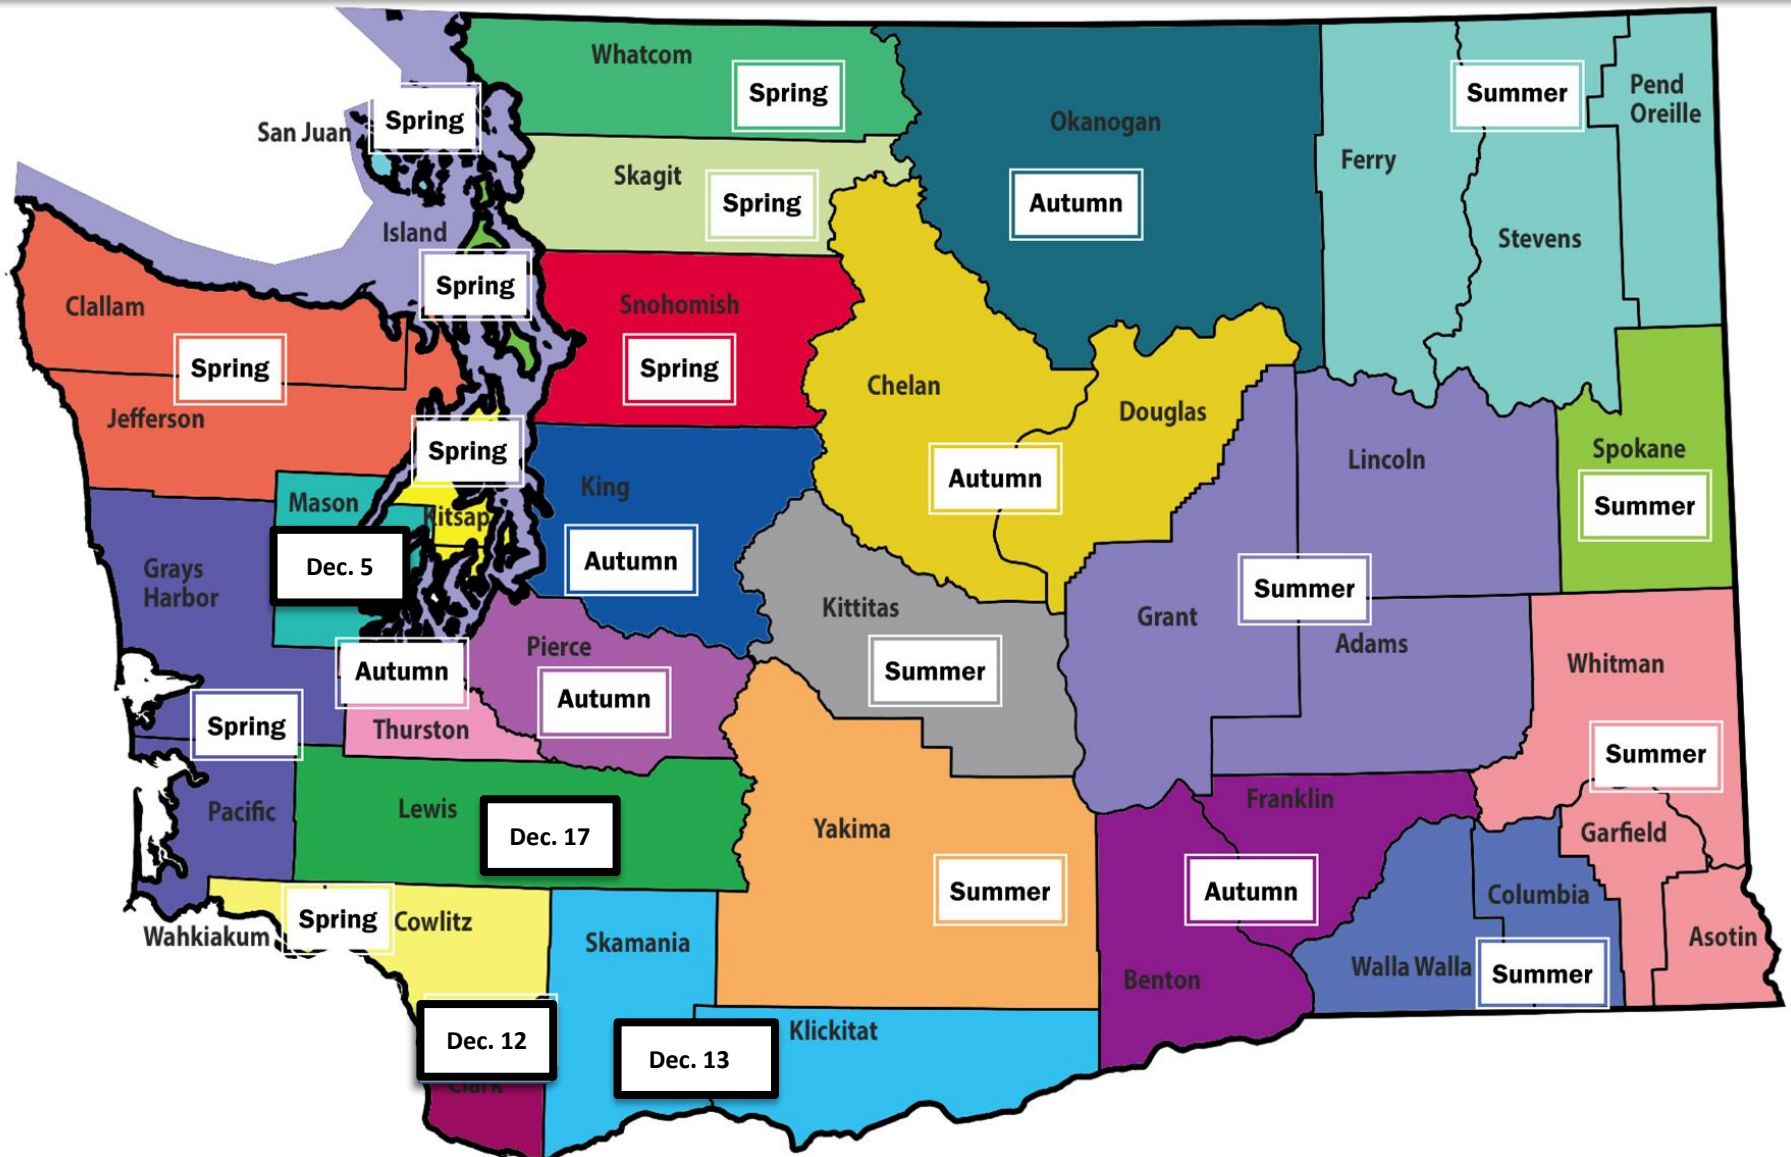 Whatcom
Spring
Summer
Pend
Oreille
San Juan
Spring
Okanogan
Ferry
Skagit
Spring
Autumn
Island
Stevens
Spring
Clallam
Snohomish
Spring
Spring
Chelan
Douglas
Jefferson
Spring
Lincoln
Spokane
Autumn
Summer
Mason
Kitsap
King
Dec. 5
Autumn
Grays
Harbor
Kittitas
Grant
Summer
Adams
Autumn
Pierce
Summer
Whitman
Autumn
Spring
Thurston
Summer
Pacific
Lewis
Dec. 17
Yakima
Franklin
Garfield
Summer
Autumn
Columbia
Wahkiakum
Spring
Cowlitz
Skamania
Asotin
Walla Walla
Summer
Benton
Dec. 12
Dec. 13
Klickitat
Clark